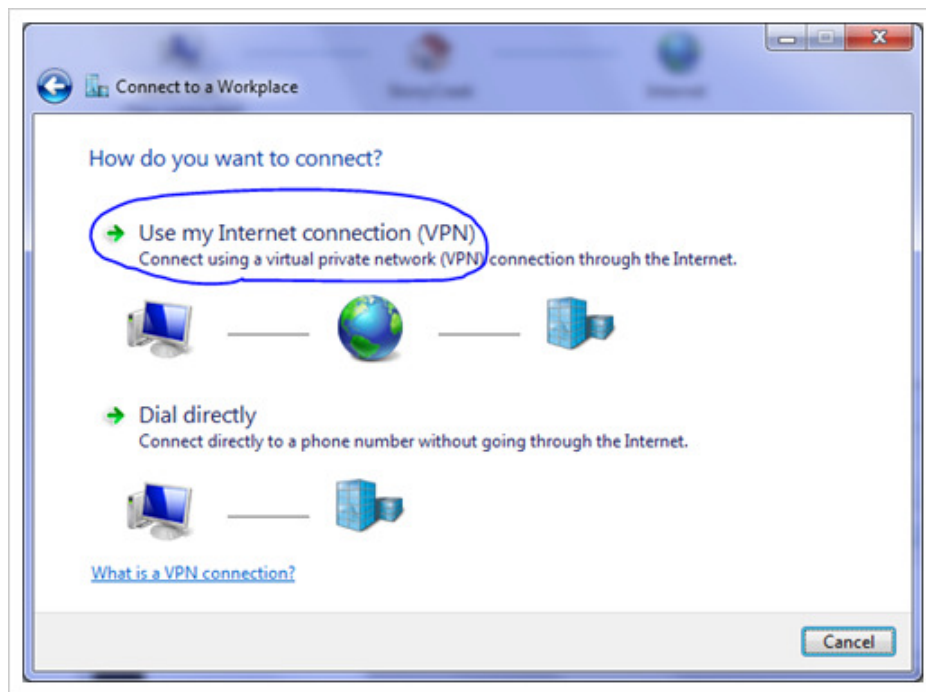 Connect to a Workplace
How do you want to connect?
Use my Internet connection (VPN)
Connect using a virtual private network (VPN) connection through the Internet.
Dial directly
Connect directly to a phone number without going through the Internet.
What is a VPN connection?
Cancel